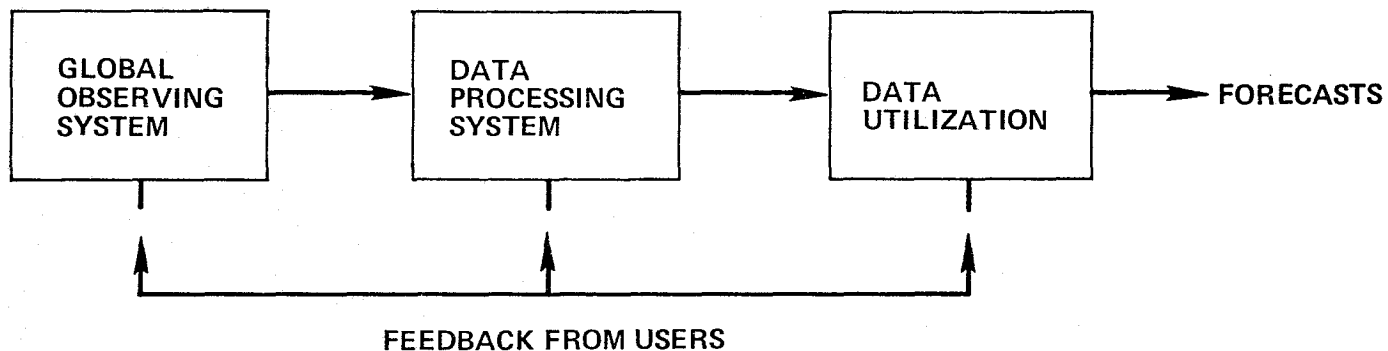 GLOBAL
OBSERVING
SYSTEM
DATA
PROCESSING
SYSTEM
DATA
UTILIZATION
FORECASTS
FEEDBACK FROM USERS